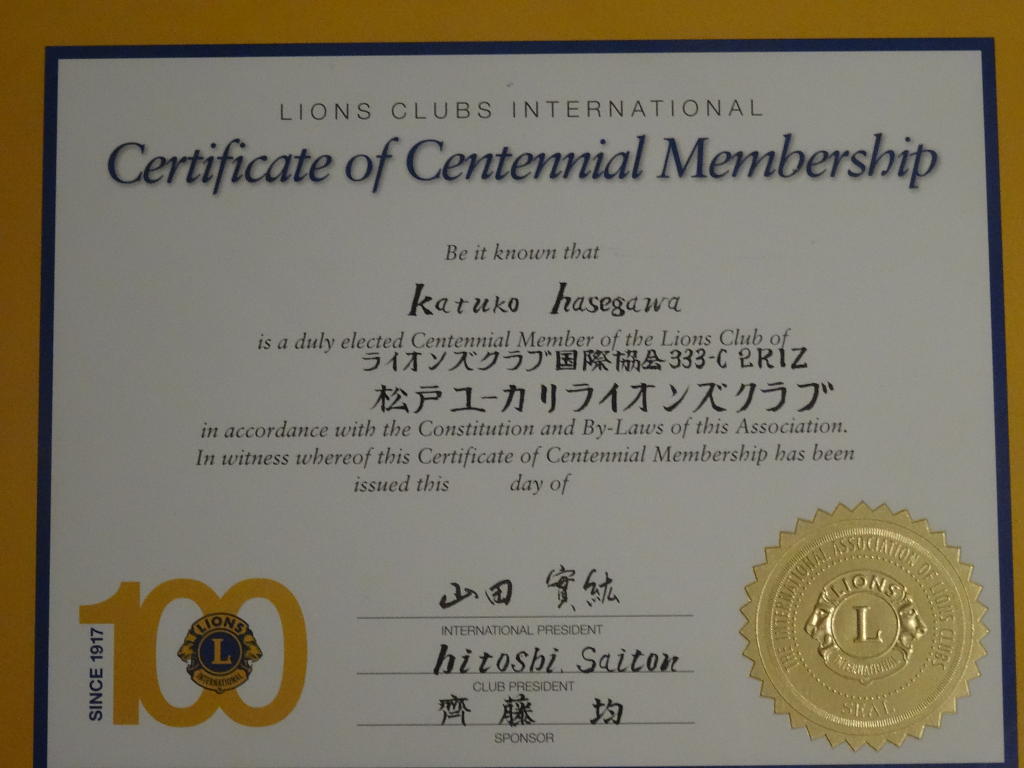 LIONS CLUBS INTERNATIONAL
Certificate of Centennial Membership
Be it known that
Katuko hasegawa
is a duly elected Centennial Member of the Lions Club of
ライオンズクラブ国際協会333-C 2R1Z
松戸ユーカリライオンズクラブ
in accordance with the Constitution and By-Laws of this Association.
In witness whereof this Certificate of Centennial Membership has been
issued this day of
山田 實紘
INTERNATIONAL PRESIDENT
hitoshi. Saitoh
CLUB PRESIDENT
齊藤 均
SPONSOR
SINCE 1917
100
LIONS
L
INTERNATIONAL
THE INTERNATIONAL ASSOCIATION OF LIONS CLUBS
LIONS
L
INTERNATIONAL
SEAL